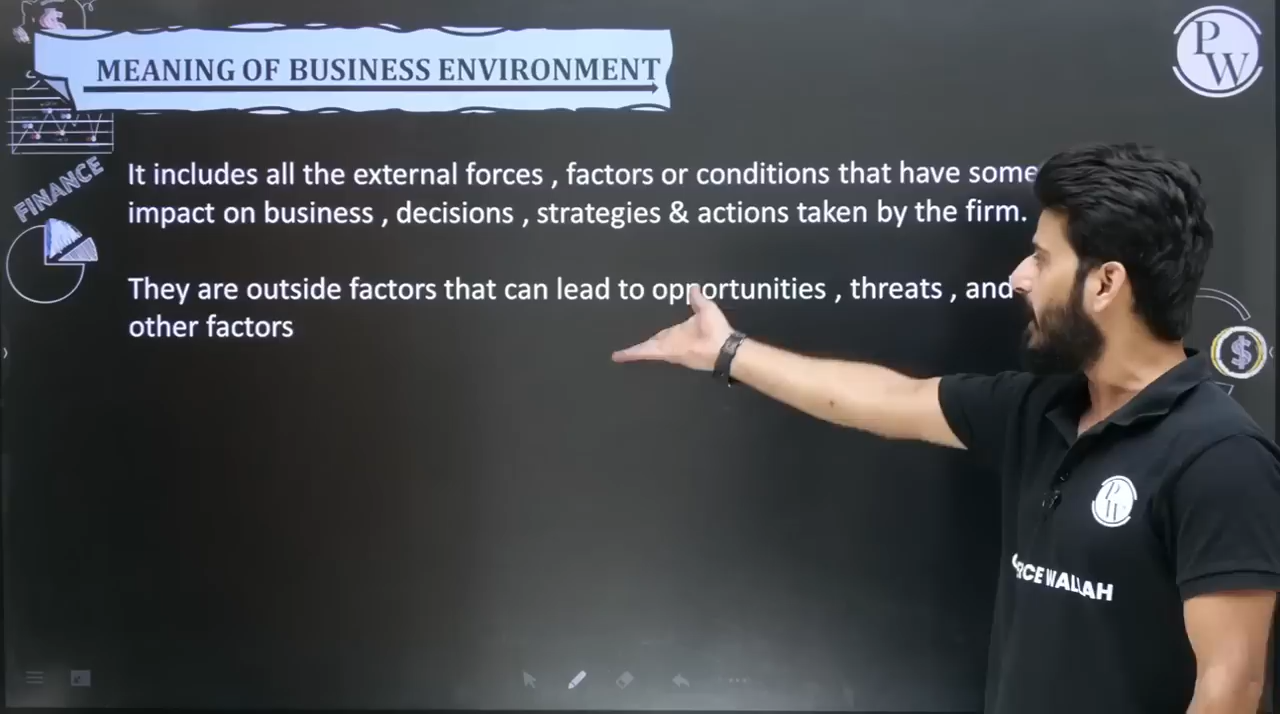 MEANING OF BUSINESS ENVIRONMENT
P
W
FINANCE
It includes all the external forces , factors or conditions that have some
impact on business , decisions , strategies & actions taken by the firm.
They are outside factors that can lead to opportunities , threats , and
other factors
$
P
W
WALLAH